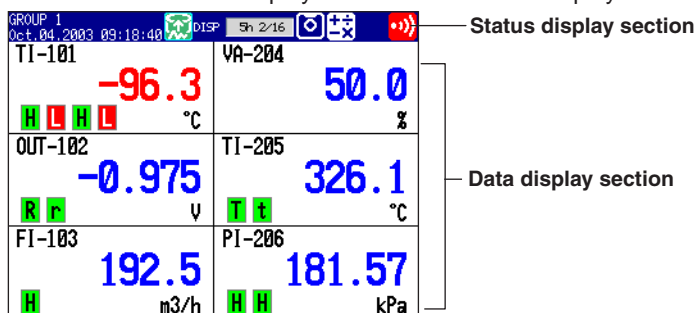 GROUP 1
Oct.04.2003 09:18:40 DISP 5h 2/16
Status display section
TI-101
-96.3
H L H L °C
VA-204
50.0
%
OUT-102
-0.975
R r V
TI-205
326.1
T t °C
Data display section
FI-103
192.5
H m3/h
PI-206
181.57
H H kPa